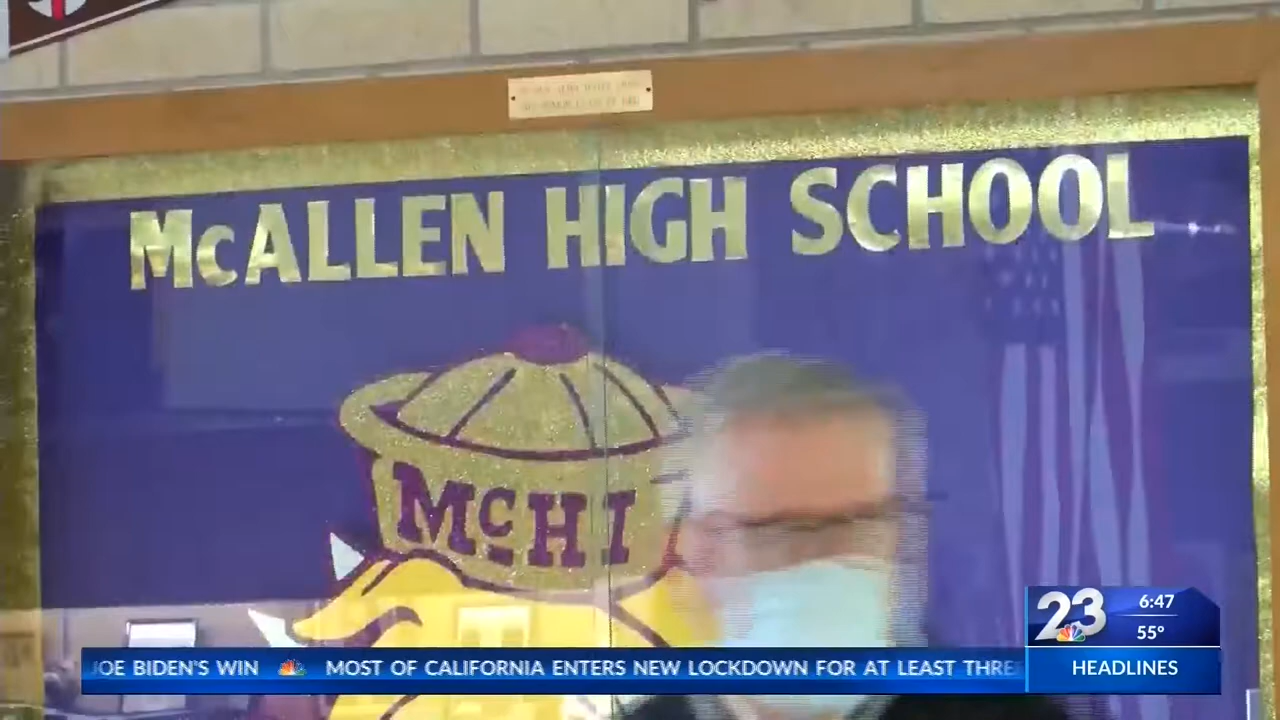 McALLEN HIGH SCHOOL
McHI
23
6:47
55°
JOE BIDEN'S WIN
MOST OF CALIFORNIA ENTERS NEW LOCKDOWN FOR AT LEAST THREE
HEADLINES